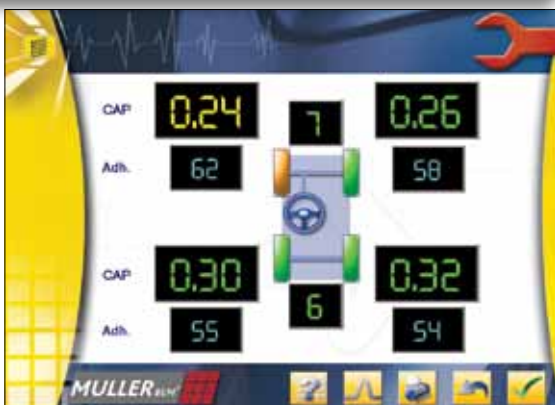 CAP 0.24 7 0.26
Adh. 62 58
CAP 0.30 0.32
Adh. 55 6 54
MULLER BEM
?